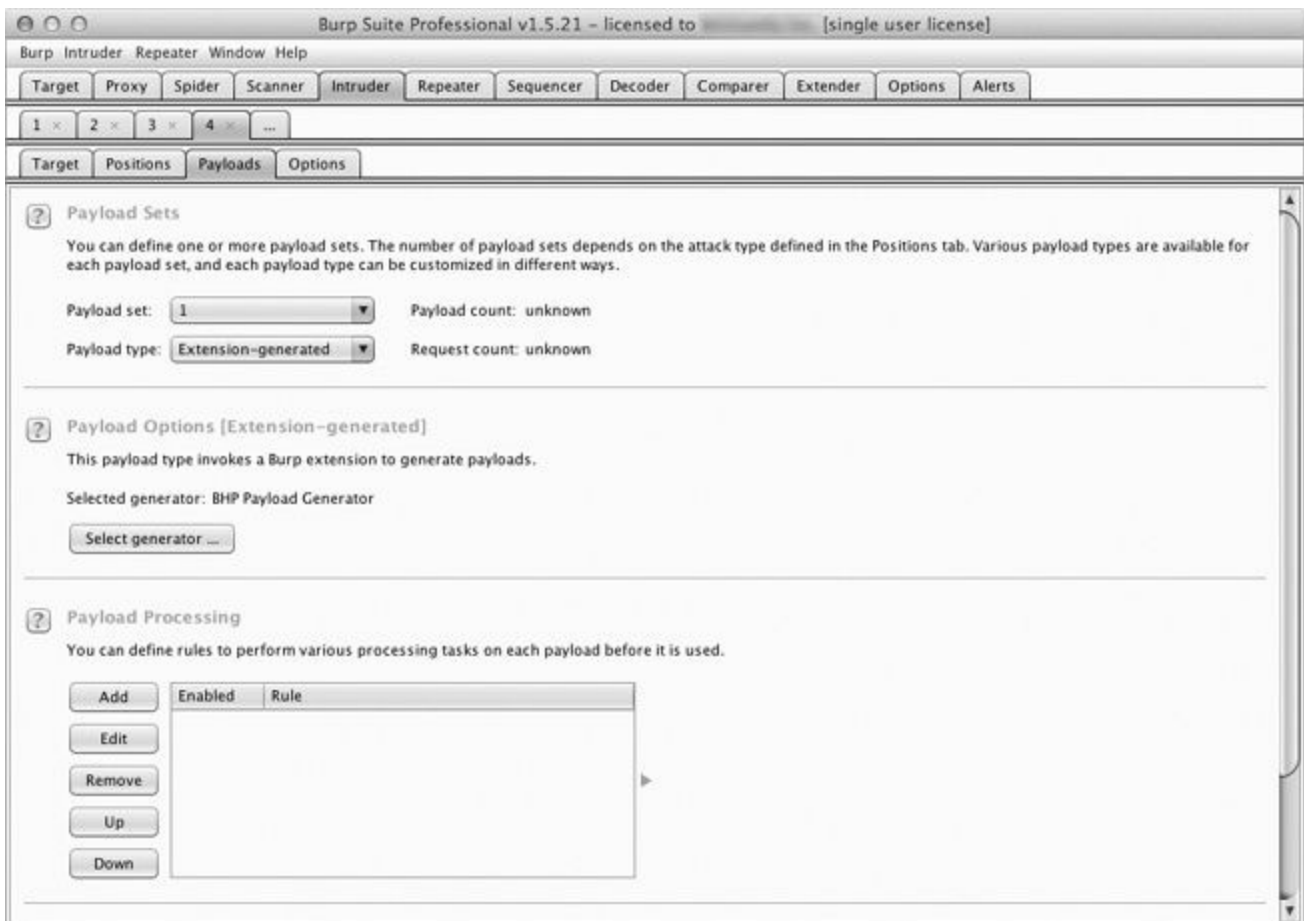 Burp Suite Professional v1.5.21 – licensed to [single user license]
Burp Intruder Repeater Window Help
Target Proxy Spider Scanner Intruder Repeater Sequencer Decoder Comparer Extender Options Alerts
1 × 2 × 3 × 4 × ...
Target Positions Payloads Options
? Payload Sets
You can define one or more payload sets. The number of payload sets depends on the attack type defined in the Positions tab. Various payload types are available for
each payload set, and each payload type can be customized in different ways.
Payload set: 1 Payload count: unknown
Payload type: Extension-generated Request count: unknown
? Payload Options [Extension-generated]
This payload type invokes a Burp extension to generate payloads.
Selected generator: BHP Payload Generator
Select generator ...
? Payload Processing
You can define rules to perform various processing tasks on each payload before it is used.
Add Enabled Rule
Edit
Remove
Up
Down